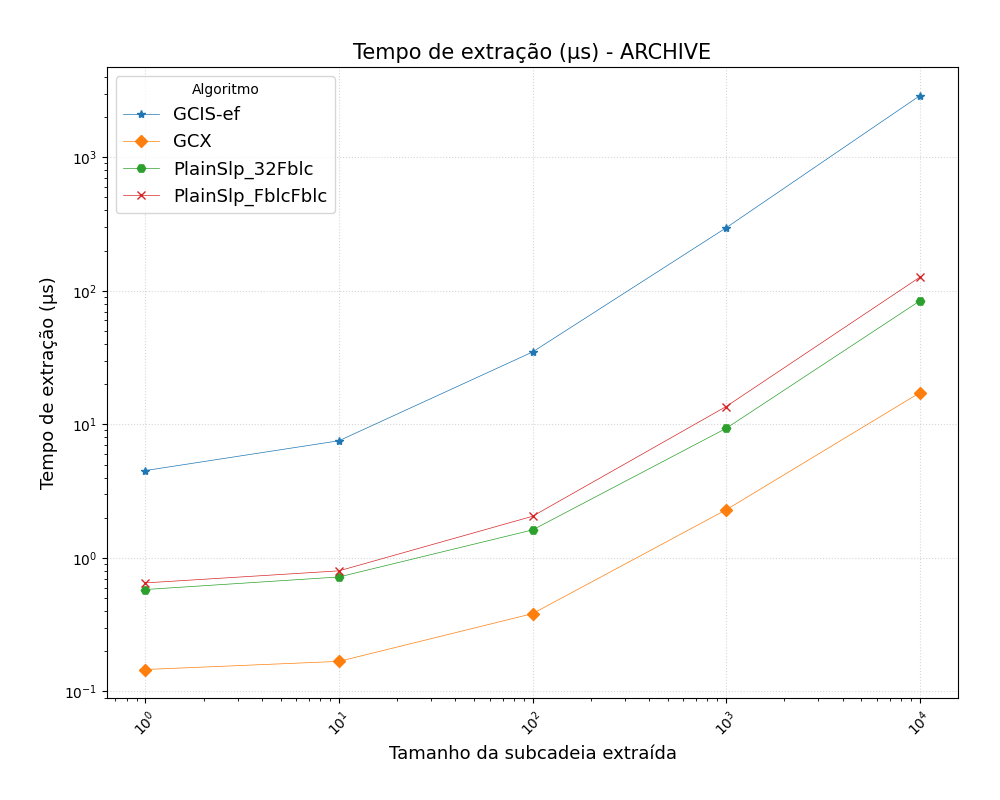 Tempo de extração (µs) - ARCHIVE
Algoritmo
GCIS-ef
GCX
PlainSlp_32Fblc
PlainSlp_FblcFblc
Tempo de extração (µs)
10³
10²
10¹
10⁰
10⁻¹
10⁰
10¹
10²
10³
10⁴
Tamanho da subcadeia extraída